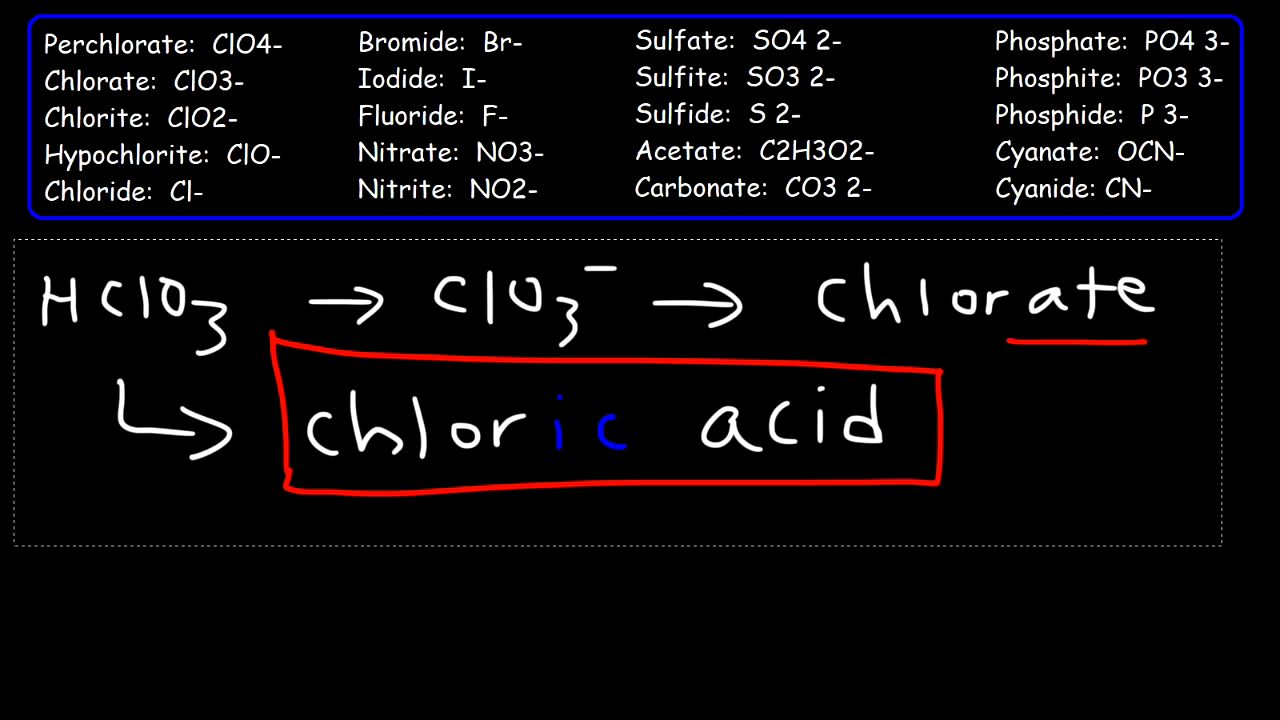 Perchlorate: ClO4-
Chlorate: ClO3-
Chlorite: ClO2-
Hypochlorite: ClO-
Chloride: Cl-
Bromide: Br-
Iodide: I-
Fluoride: F-
Nitrate: NO3-
Nitrite: NO2-
Sulfate: SO4 2-
Sulfite: SO3 2-
Sulfide: S 2-
Acetate: C2H3O2-
Carbonate: CO3 2-
Phosphate: PO4 3-
Phosphite: PO3 3-
Phosphide: P 3-
Cyanate: OCN-
Cyanide: CN-
HClO₃ → ClO₃⁻ → chlorate
↳ chloric acid